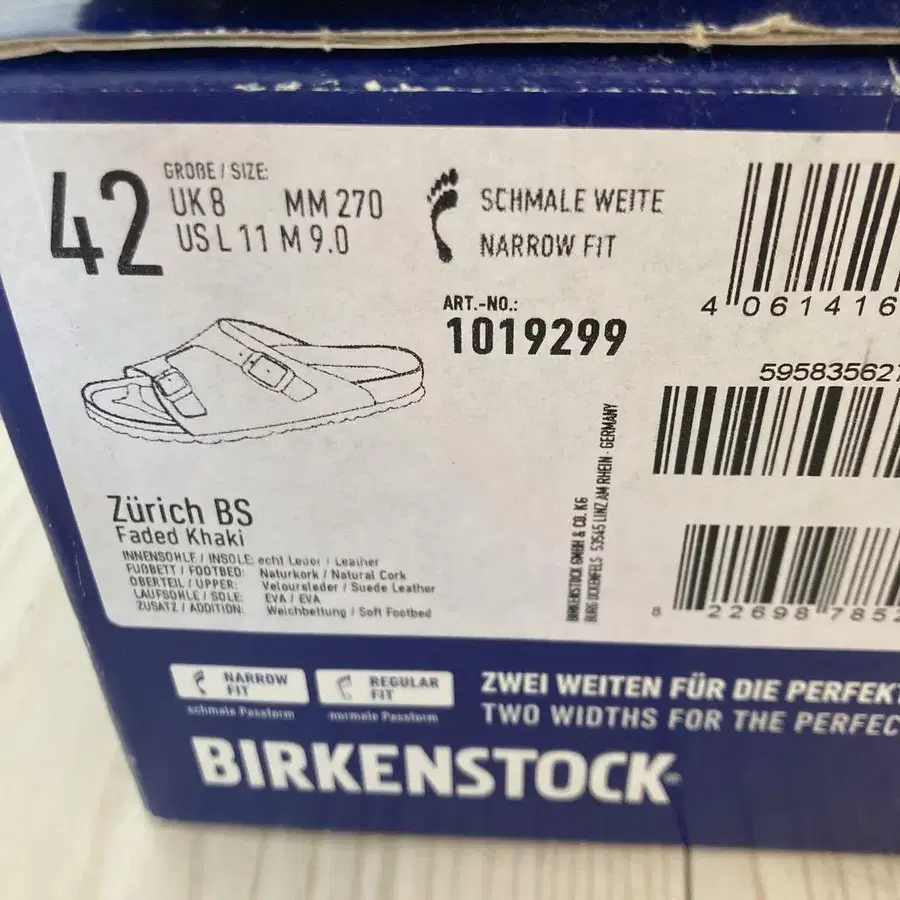 42
GRÖßE / SIZE:
UK 8 MM 270
US L 11 M 9.0
SCHMALE WEITE
NARROW FIT
ART.-NO.:
1019299
4 061416
595835627
Zürich BS
Faded Khaki
INNENSOHLE / INSOLE: echt Leder / Leather
FUßBETT / FOOTBED: Naturkork / Natural Cork
OBERTEIL / UPPER: Veloursleder / Suede Leather
LAUFSOHLE / SOLE: EVA / EVA
ZUSATZ / ADDITION: Weichbettung / Soft Footbed
BIRKENSTOCK GMBH & CO. KG
BURG OCKENFELS 53545 LINZ AM RHEIN · GERMANY
8 22698 7852
NARROW FIT
schmale Passform
REGULAR FIT
normale Passform
ZWEI WEITEN FÜR DIE PERFEKT
TWO WIDTHS FOR THE PERFEC
BIRKENSTOCK